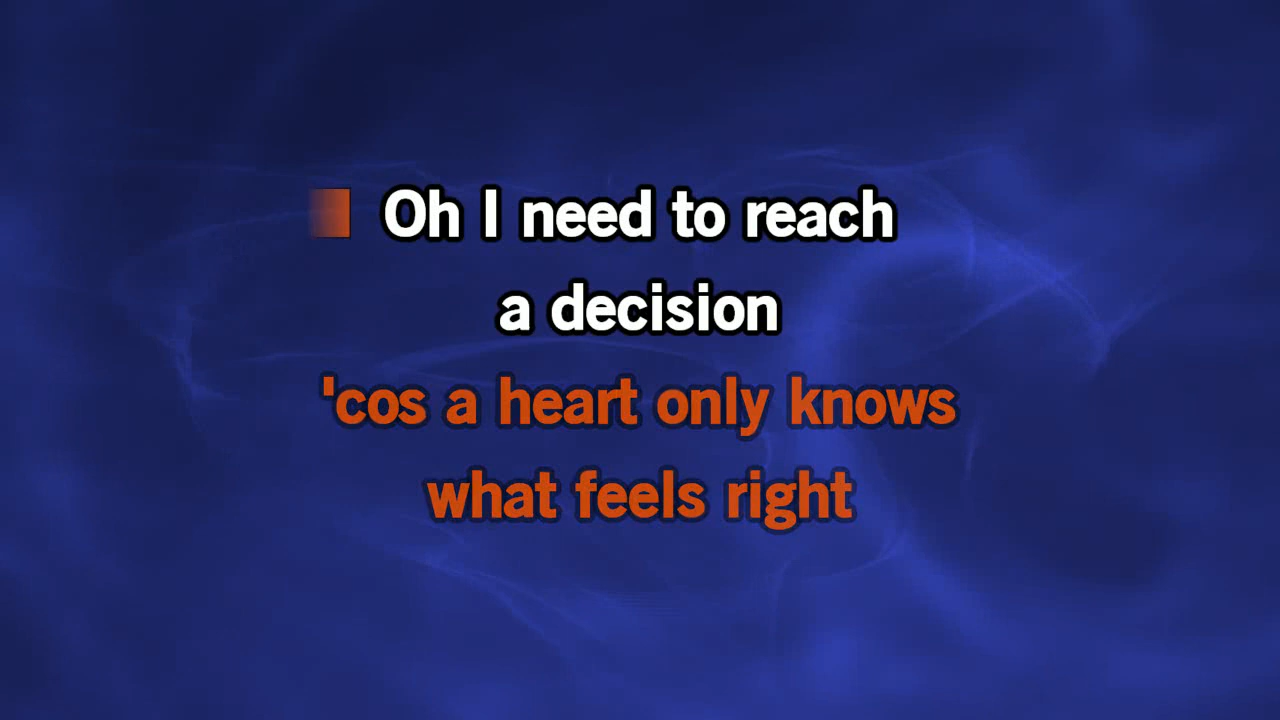 Oh I need to reach
a decision
'cos a heart only knows
what feels right